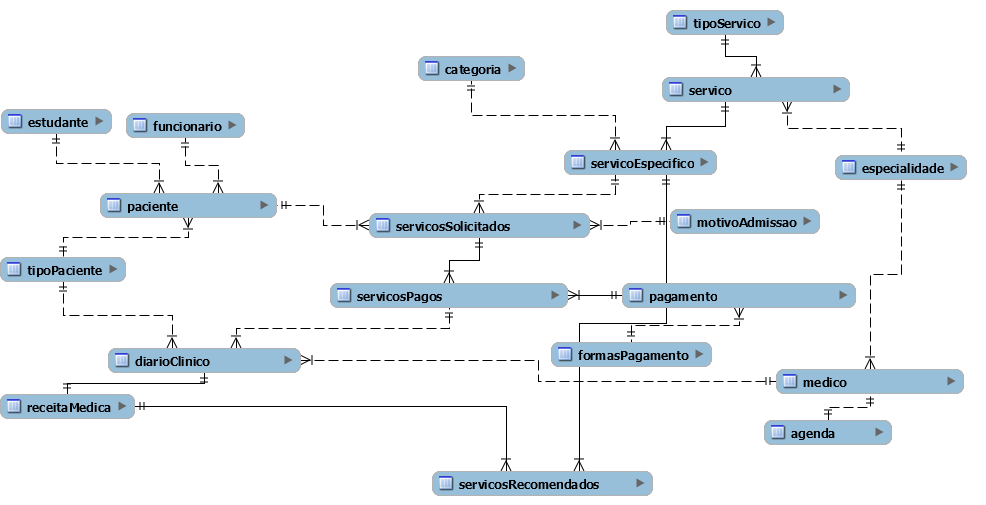 tipoServico
categoria
servico
estudante
funcionario
servicoEspecifico
especialidade
paciente
servicosSolicitados
motivoAdmissao
tipoPaciente
servicosPagos
pagamento
diarioClinico
formasPagamento
medico
receitaMedica
agenda
servicosRecomendados